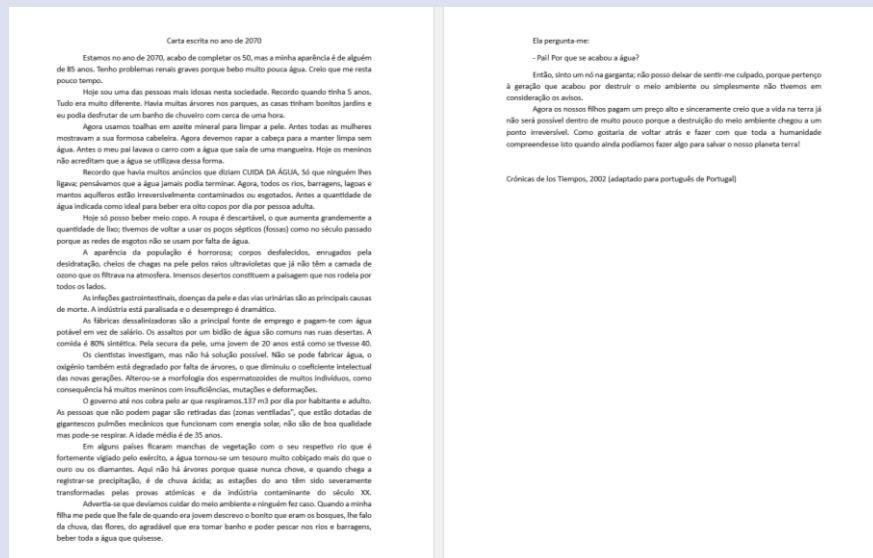 Carta escrita no ano de 2070
Estamos no ano de 2070, acabo de completar os 50, mas a minha aparência é de alguém
de 85 anos. Tenho problemas renais graves porque bebo muito pouca água. Creio que me resta
pouco tempo.
Hoje sou uma das pessoas mais idosas nesta sociedade. Recordo quando tinha 5 anos.
Tudo era muito diferente. Havia muitas árvores nos parques, as casas tinham bonitos jardins e
eu podia desfrutar de um banho de chuveiro com cerca de uma hora.
Agora usamos toalhas em azeite mineral para limpar a pele. Antes todas as mulheres
mostravam a sua formosa cabeleira. Agora devemos rapar a cabeça para a manter limpa sem
água. Antes o meu pai lavava o carro com a água que saía de uma mangueira. Hoje os meninos
não acreditam que a água se utilizava dessa forma.
Recordo que havia muitos anúncios que diziam CUIDA DA ÁGUA, Só que ninguém lhes
ligava; pensávamos que a água jamais podia terminar. Agora, todos os rios, barragens, lagoas e
mantos aquíferos estão irreversivelmente contaminados ou esgotados. Antes a quantidade de
água indicada como ideal para beber era oito copos por dia por pessoa adulta.
Hoje só posso beber meio copo. A roupa é descartável, o que aumenta grandemente a
quantidade de lixo; tivemos de voltar a usar os poços sépticos (fossas) como no século passado
porque as redes de esgotos não se usam por falta de água.
A aparência da população é horrorosa; corpos desfalecidos, enrugados pela
desidratação, cheios de chagas na pele pelos raios ultravioletas que já não têm a camada de
ozono que os filtrava na atmosfera. Imensos desertos constituem a paisagem que nos rodeia por
todos os lados.
As infeções gastrointestinais, doenças da pele e das vias urinárias são as principais causas
de morte. A indústria está paralisada e o desemprego é dramático.
As fábricas dessalinizadoras são a principal fonte de emprego e pagam-te com água
potável em vez de salário. Os assaltos por um bidão de água são comuns nas ruas desertas. A
comida é 80% sintética. Pela secura da pele, uma jovem de 20 anos está como se tivesse 40.
Os cientistas investigam, mas não há solução possível. Não se pode fabricar água, o
oxigénio também está degradado por falta de árvores, o que diminuiu o coeficiente intelectual
das novas gerações. Alterou-se a morfologia dos espermatozoides de muitos indivíduos, como
consequência há muitos meninos com insuficiências, mutações e deformações.
O governo até nos cobra pelo ar que respiramos.137 m3 por dia por habitante e adulto.
As pessoas que não podem pagar são retiradas das (zonas ventiladas", que estão dotadas de
gigantescos pulmões mecânicos que funcionam com energia solar, não são de boa qualidade
mas pode-se respirar. A idade média é de 35 anos.
Em alguns países ficaram manchas de vegetação com o seu respetivo rio que é
fortemente vigiado pelo exército, a água tornou-se um tesouro muito cobiçado mais do que o
ouro ou os diamantes. Aqui não há árvores porque quase nunca chove, e quando chega a
registrar-se precipitação, é de chuva ácida; as estações do ano têm sido severamente
transformadas pelas provas atómicas e da indústria contaminante do século XX.
Advertia-se que devíamos cuidar do meio ambiente e ninguém fez caso. Quando a minha
filha me pede que lhe fale de quando era jovem descrevo o bonito que eram os bosques, lhe falo
da chuva, das flores, do agradável que era tomar banho e poder pescar nos rios e barragens,
beber toda a água que quisesse.
Ela pergunta-me:
- Pai! Por que se acabou a água?
Então, sinto um nó na garganta; não posso deixar de sentir-me culpado, porque pertenço
à geração que acabou por destruir o meio ambiente ou simplesmente não tivemos em
consideração os avisos.
Agora os nossos filhos pagam um preço alto e sinceramente creio que a vida na terra já
não será possível dentro de muito pouco porque a destruição do meio ambiente chegou a um
ponto irreversível. Como gostaria de voltar atrás e fazer com que toda a humanidade
compreendesse isto quando ainda podíamos fazer algo para salvar o nosso planeta terra!
Crónicas de los Tiempos, 2002 (adaptado para português de Portugal)